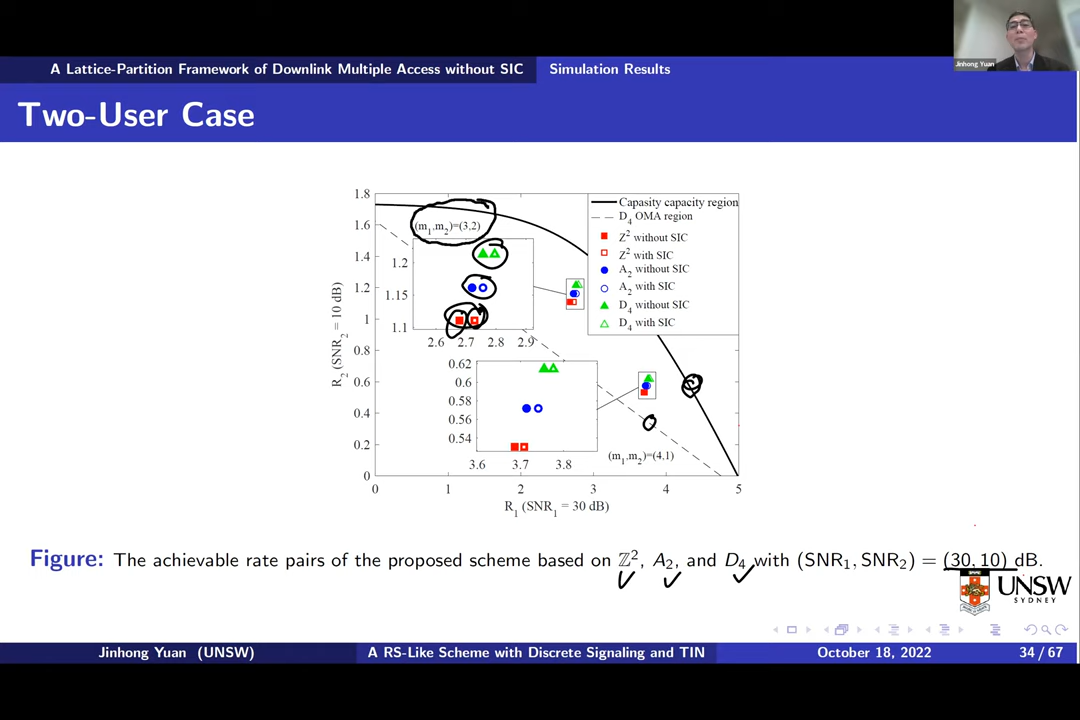 Jinhong Yuan
A Lattice-Partition Framework of Downlink Multiple Access without SIC
Simulation Results
Two-User Case
1.8
1.6
1.4
1.2
1
0.8
0.6
0.4
0.2
0
R2 (SNR2 = 10 dB)
(m1,m2)=(3,2)
1.2
1.15
1.1
2.6 2.7 2.8 2.9
Capasity capacity region
D4 OMA region
Z2 without SIC
Z2 with SIC
A2 without SIC
A2 with SIC
D4 without SIC
D4 with SIC
0.62
0.6
0.58
0.56
0.54
3.6 3.7 3.8
(m1,m2)=(4,1)
0 1 2 3 4 5
R1 (SNR1 = 30 dB)
Figure: The achievable rate pairs of the proposed scheme based on ℤ², A2, and D4 with (SNR1, SNR2) = (30, 10) dB.
UNSW
SYDNEY
Jinhong Yuan (UNSW)
A RS-Like Scheme with Discrete Signaling and TIN
October 18, 2022
34 / 67